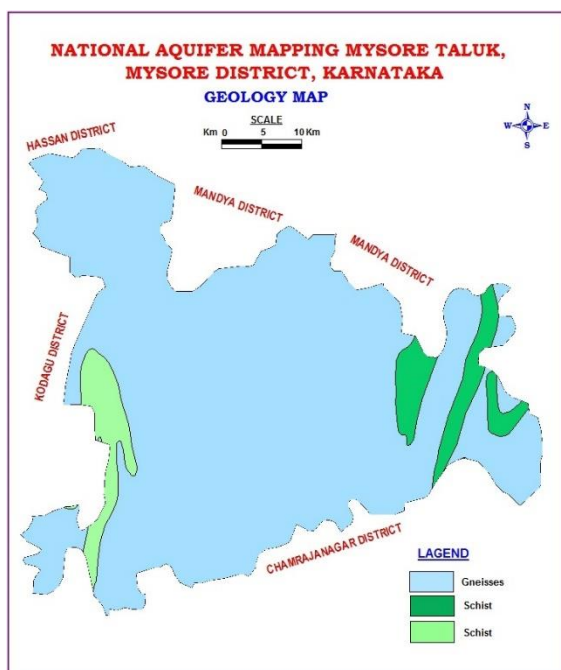 NATIONAL AQUIFER MAPPING MYSORE TALUK,
MYSORE DISTRICT, KARNATAKA
GEOLOGY MAP
SCALE
Km 0 5 10 Km
N
W E
S
HASSAN DISTRICT
MANDYA DISTRICT
MANDYA DISTRICT
KODAGU DISTRICT
CHAMRAJANAGAR DISTRICT
LAGEND
Gneisses
Schist
Schist